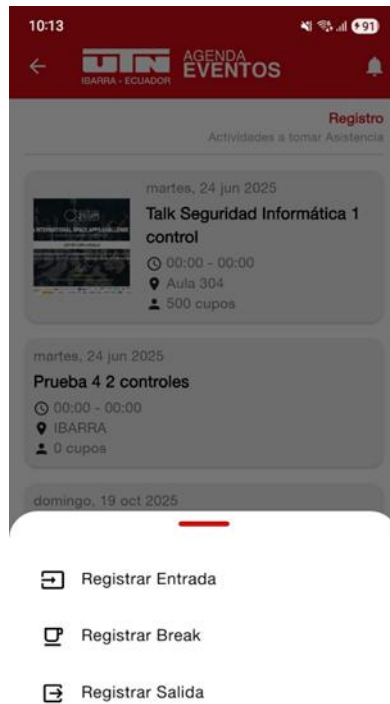 10:13
91
UTN
IBARRA - ECUADOR
AGENDA
EVENTOS
Registro
Actividades a tomar Asistencia
martes, 24 jun 2025
Talk Seguridad Informática 1
control
00:00 - 00:00
Aula 304
500 cupos
martes, 24 jun 2025
Prueba 4 2 controles
00:00 - 00:00
IBARRA
0 cupos
domingo, 19 oct 2025
Registrar Entrada
Registrar Break
Registrar Salida